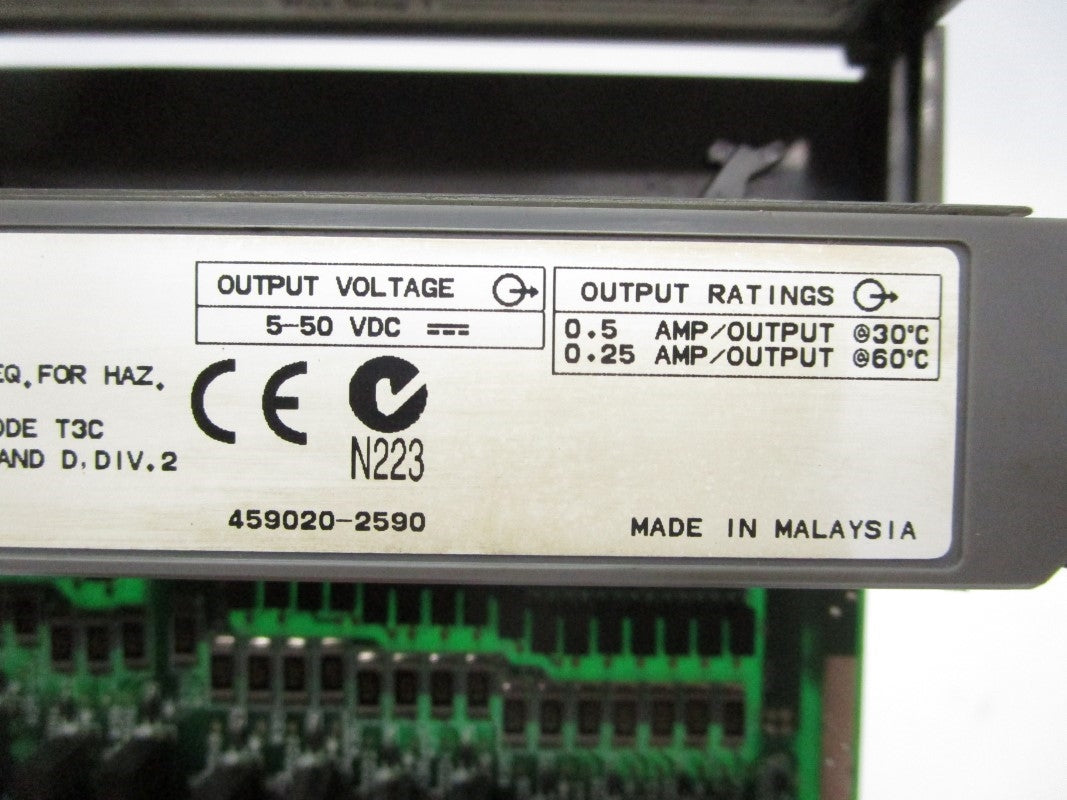 OUTPUT VOLTAGE
5-50 VDC
OUTPUT RATINGS
0.5 AMP/OUTPUT @30°C
0.25 AMP/OUTPUT @60°C
EQ.FOR HAZ.
ODE T3C
AND D,DIV.2
CE
N223
459020-2590
MADE IN MALAYSIA